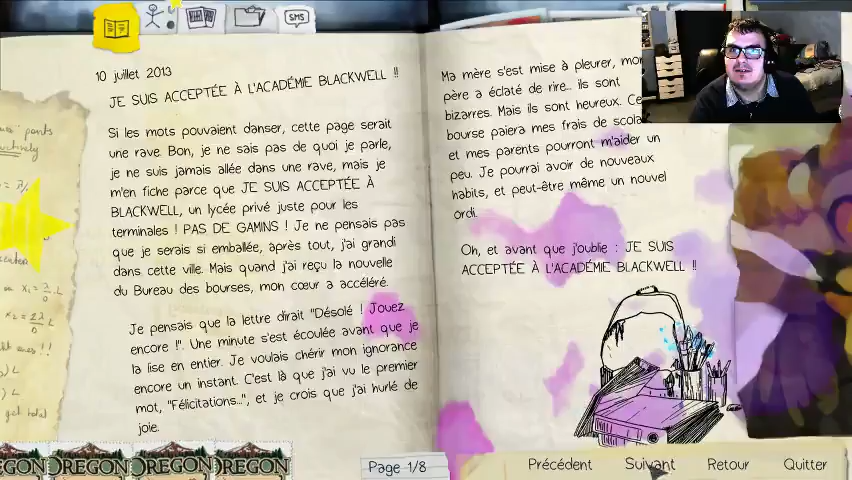 SMS
10 juillet 2013
JE SUIS ACCEPTÉE À L'ACADÉMIE BLACKWELL !!
Si les mots pouvaient danser, cette page serait
une rave. Bon, je ne sais pas de quoi je parle,
je ne suis jamais allée dans une rave, mais je
m'en fiche parce que JE SUIS ACCEPTÉE À
BLACKWELL, un lycée privé juste pour les
terminales ! PAS DE GAMINS ! Je ne pensais pas
que je serais si emballée, après tout, j'ai grandi
dans cette ville. Mais quand j'ai reçu la nouvelle
du Bureau des bourses, mon cœur a accéléré.
Je pensais que la lettre dirait "Désolé ! Jouez
encore !". Une minute s'est écoulée avant que je
la lise en entier. Je voulais chérir mon ignorance
encore un instant. C'est là que j'ai vu le premier
mot, "Félicitations...", et je crois que j'ai hurlé de
joie.
Ma mère s'est mise à pleurer, mon
père a éclaté de rire... ils sont
bizarres. Mais ils sont heureux. Ce
bourse paiera mes frais de scola
et mes parents pourront m'aider un
peu. Je pourrai avoir de nouveaux
habits, et peut-être même un nouvel
ordi.
Oh, et avant que j'oublie : JE SUIS
ACCEPTÉE À L'ACADÉMIE BLACKWELL !!
OREGON OREGON OREGON
Page 1/8
Précédent Suivant Retour Quitter